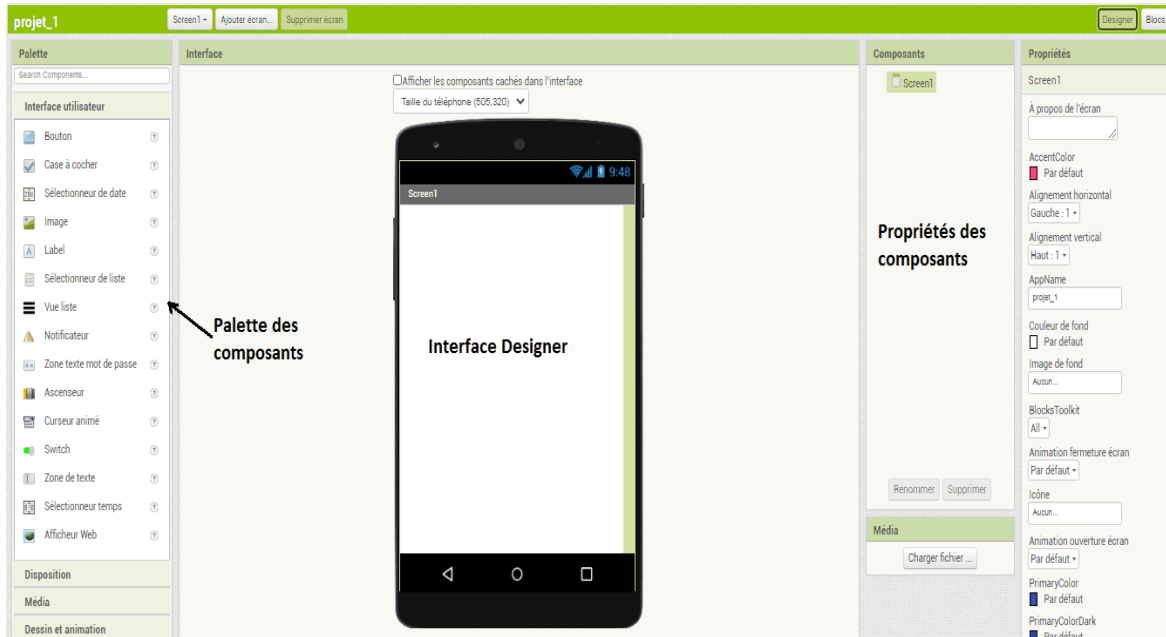 projet_1
Screen1
Ajouter écran...
Supprimer écran
Designer
Blocs
Palette
Search Components...
Interface utilisateur
Bouton
Case à cocher
Sélectionneur de date
Image
Label
Sélectionneur de liste
Vue liste
Notificateur
Zone texte mot de passe
Ascenseur
Curseur animé
Switch
Zone de texte
Sélectionneur temps
Afficheur Web
Disposition
Média
Dessin et animation
Palette des
composants
Interface
Afficher les composants cachés dans l'interface
Taille du téléphone (505,320)
9:48
Screen1
Interface Designer
Composants
Screen1
Propriétés des
composants
Renommer
Supprimer
Média
Charger fichier ...
Propriétés
Screen1
À propos de l'écran
AccentColor
Par défaut
Alignement horizontal
Gauche : 1
Alignement vertical
Haut : 1
AppName
projet_1
Couleur de fond
Par défaut
Image de fond
Aucun...
BlocksToolkit
All
Animation fermeture écran
Par défaut
Icône
Aucun...
Animation ouverture écran
Par défaut
PrimaryColor
Par défaut
PrimaryColorDark
Par défaut